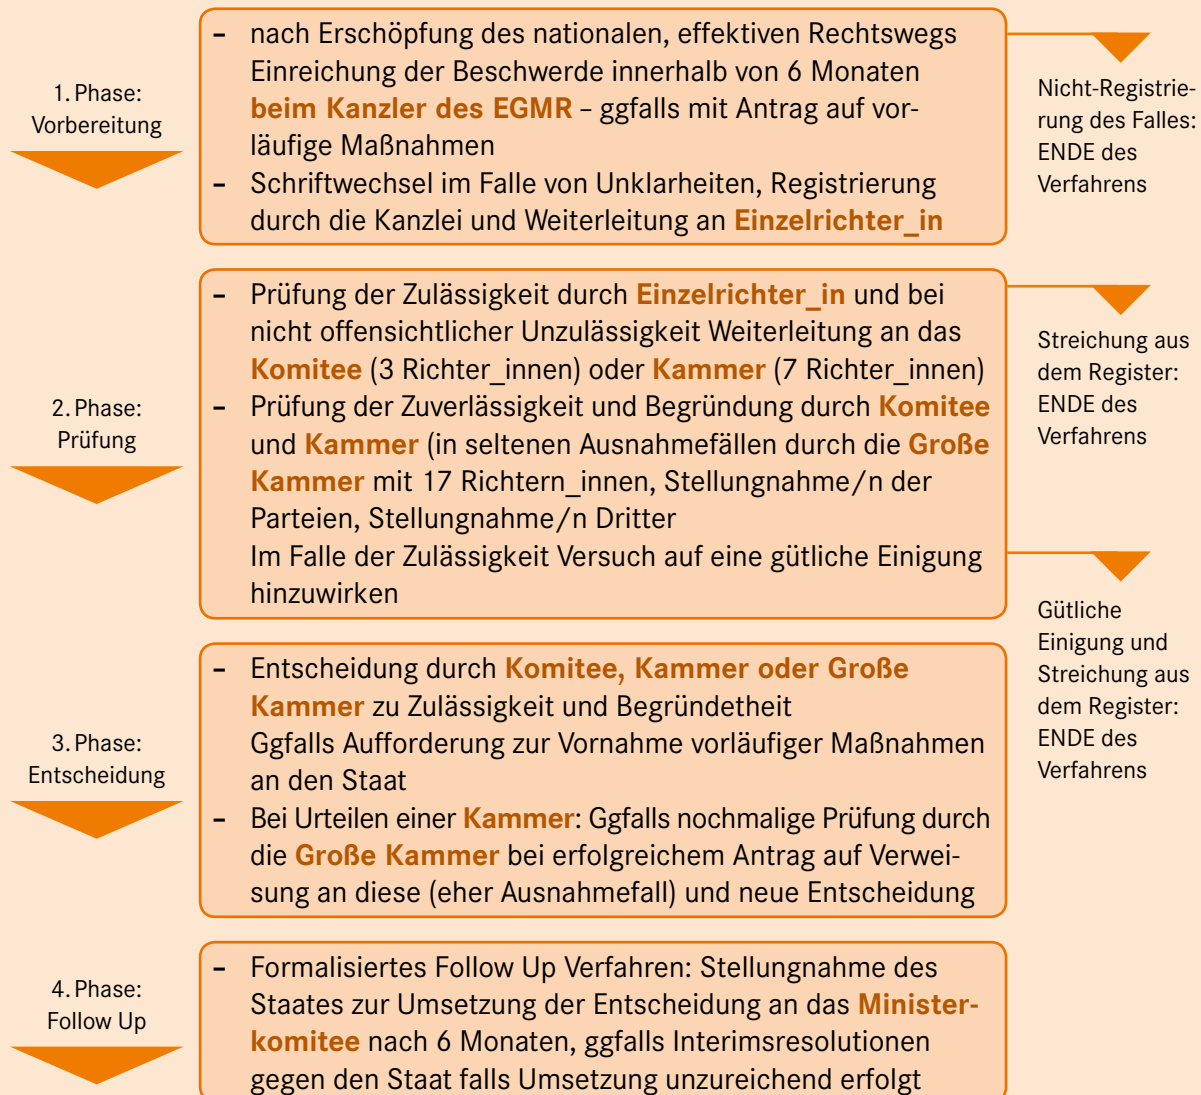 1. Phase:
Vorbereitung
– nach Erschöpfung des nationalen, effektiven Rechtswegs
Einreichung der Beschwerde innerhalb von 6 Monaten
beim Kanzler des EGMR – ggfalls mit Antrag auf vor-
läufige Maßnahmen
– Schriftwechsel im Falle von Unklarheiten, Registrierung
durch die Kanzlei und Weiterleitung an Einzelrichter_in
Nicht-Registrie-
rung des Falles:
ENDE des
Verfahrens
2. Phase:
Prüfung
– Prüfung der Zulässigkeit durch Einzelrichter_in und bei
nicht offensichtlicher Unzulässigkeit Weiterleitung an das
Komitee (3 Richter_innen) oder Kammer (7 Richter_innen)
– Prüfung der Zuverlässigkeit und Begründung durch Komitee
und Kammer (in seltenen Ausnahmefällen durch die Große
Kammer mit 17 Richtern_innen, Stellungnahme/n der
Parteien, Stellungnahme/n Dritter
Im Falle der Zulässigkeit Versuch auf eine gütliche Einigung
hinzuwirken
Streichung aus
dem Register:
ENDE des
Verfahrens
Gütliche
Einigung und
Streichung aus
dem Register:
ENDE des
Verfahrens
3. Phase:
Entscheidung
– Entscheidung durch Komitee, Kammer oder Große
Kammer zu Zulässigkeit und Begründetheit
Ggfalls Aufforderung zur Vornahme vorläufiger Maßnahmen
an den Staat
– Bei Urteilen einer Kammer: Ggfalls nochmalige Prüfung durch
die Große Kammer bei erfolgreichem Antrag auf Verwei-
sung an diese (eher Ausnahmefall) und neue Entscheidung
4. Phase:
Follow Up
– Formalisiertes Follow Up Verfahren: Stellungnahme des
Staates zur Umsetzung der Entscheidung an das Minister-
komitee nach 6 Monaten, ggfalls Interimsresolutionen
gegen den Staat falls Umsetzung unzureichend erfolgt